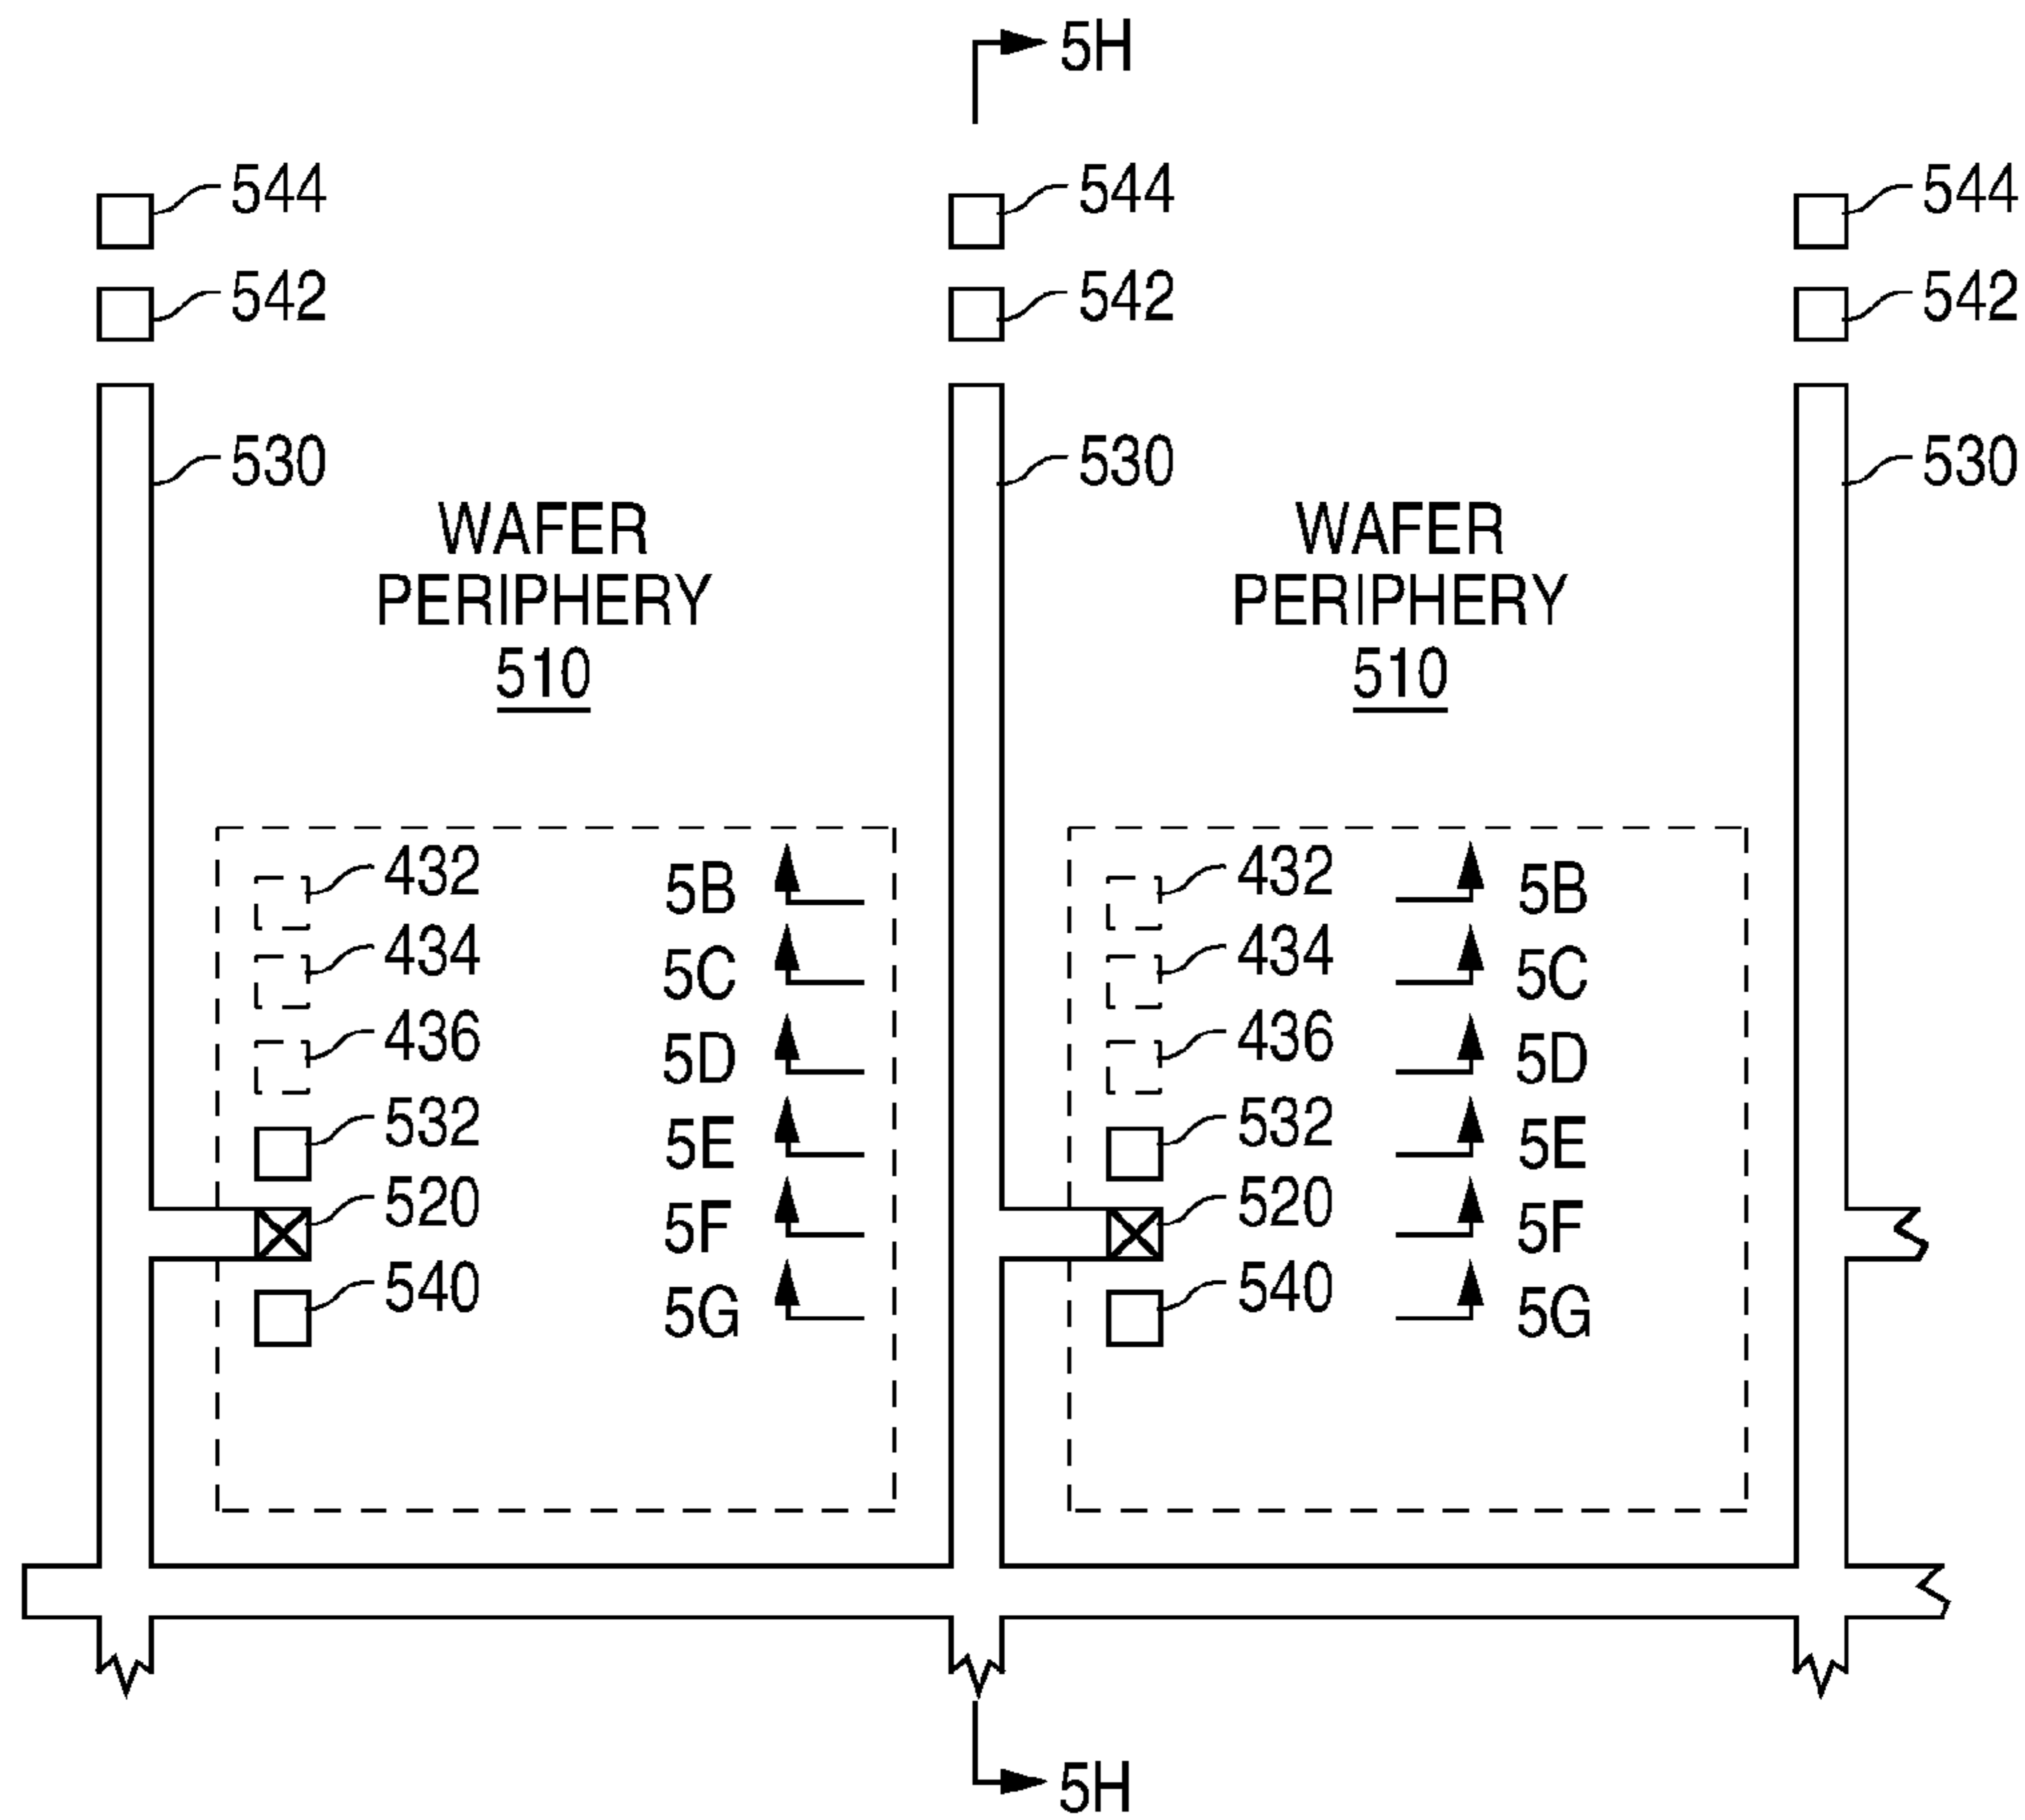 5H
544 544 544
542 542 542
530 530 530
WAFER WAFER
PERIPHERY PERIPHERY
510 510
432 5B 432 5B
434 5C 434 5C
436 5D 436 5D
532 5E 532 5E
520 5F 520 5F
540 5G 540 5G
5H